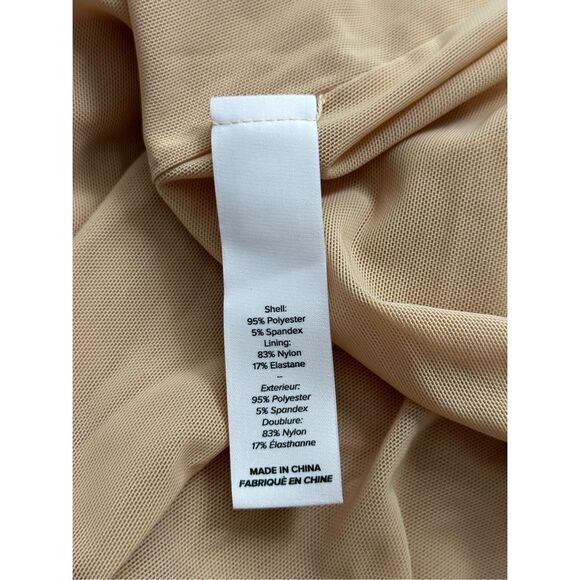 Shell:
95% Polyester
5% Spandex
Lining:
83% Nylon
17% Elastane
–
Exterieur:
95% Polyester
5% Spandex
Doublure:
83% Nylon
17% Élasthanne
MADE IN CHINA
FABRIQUÉ EN CHINE